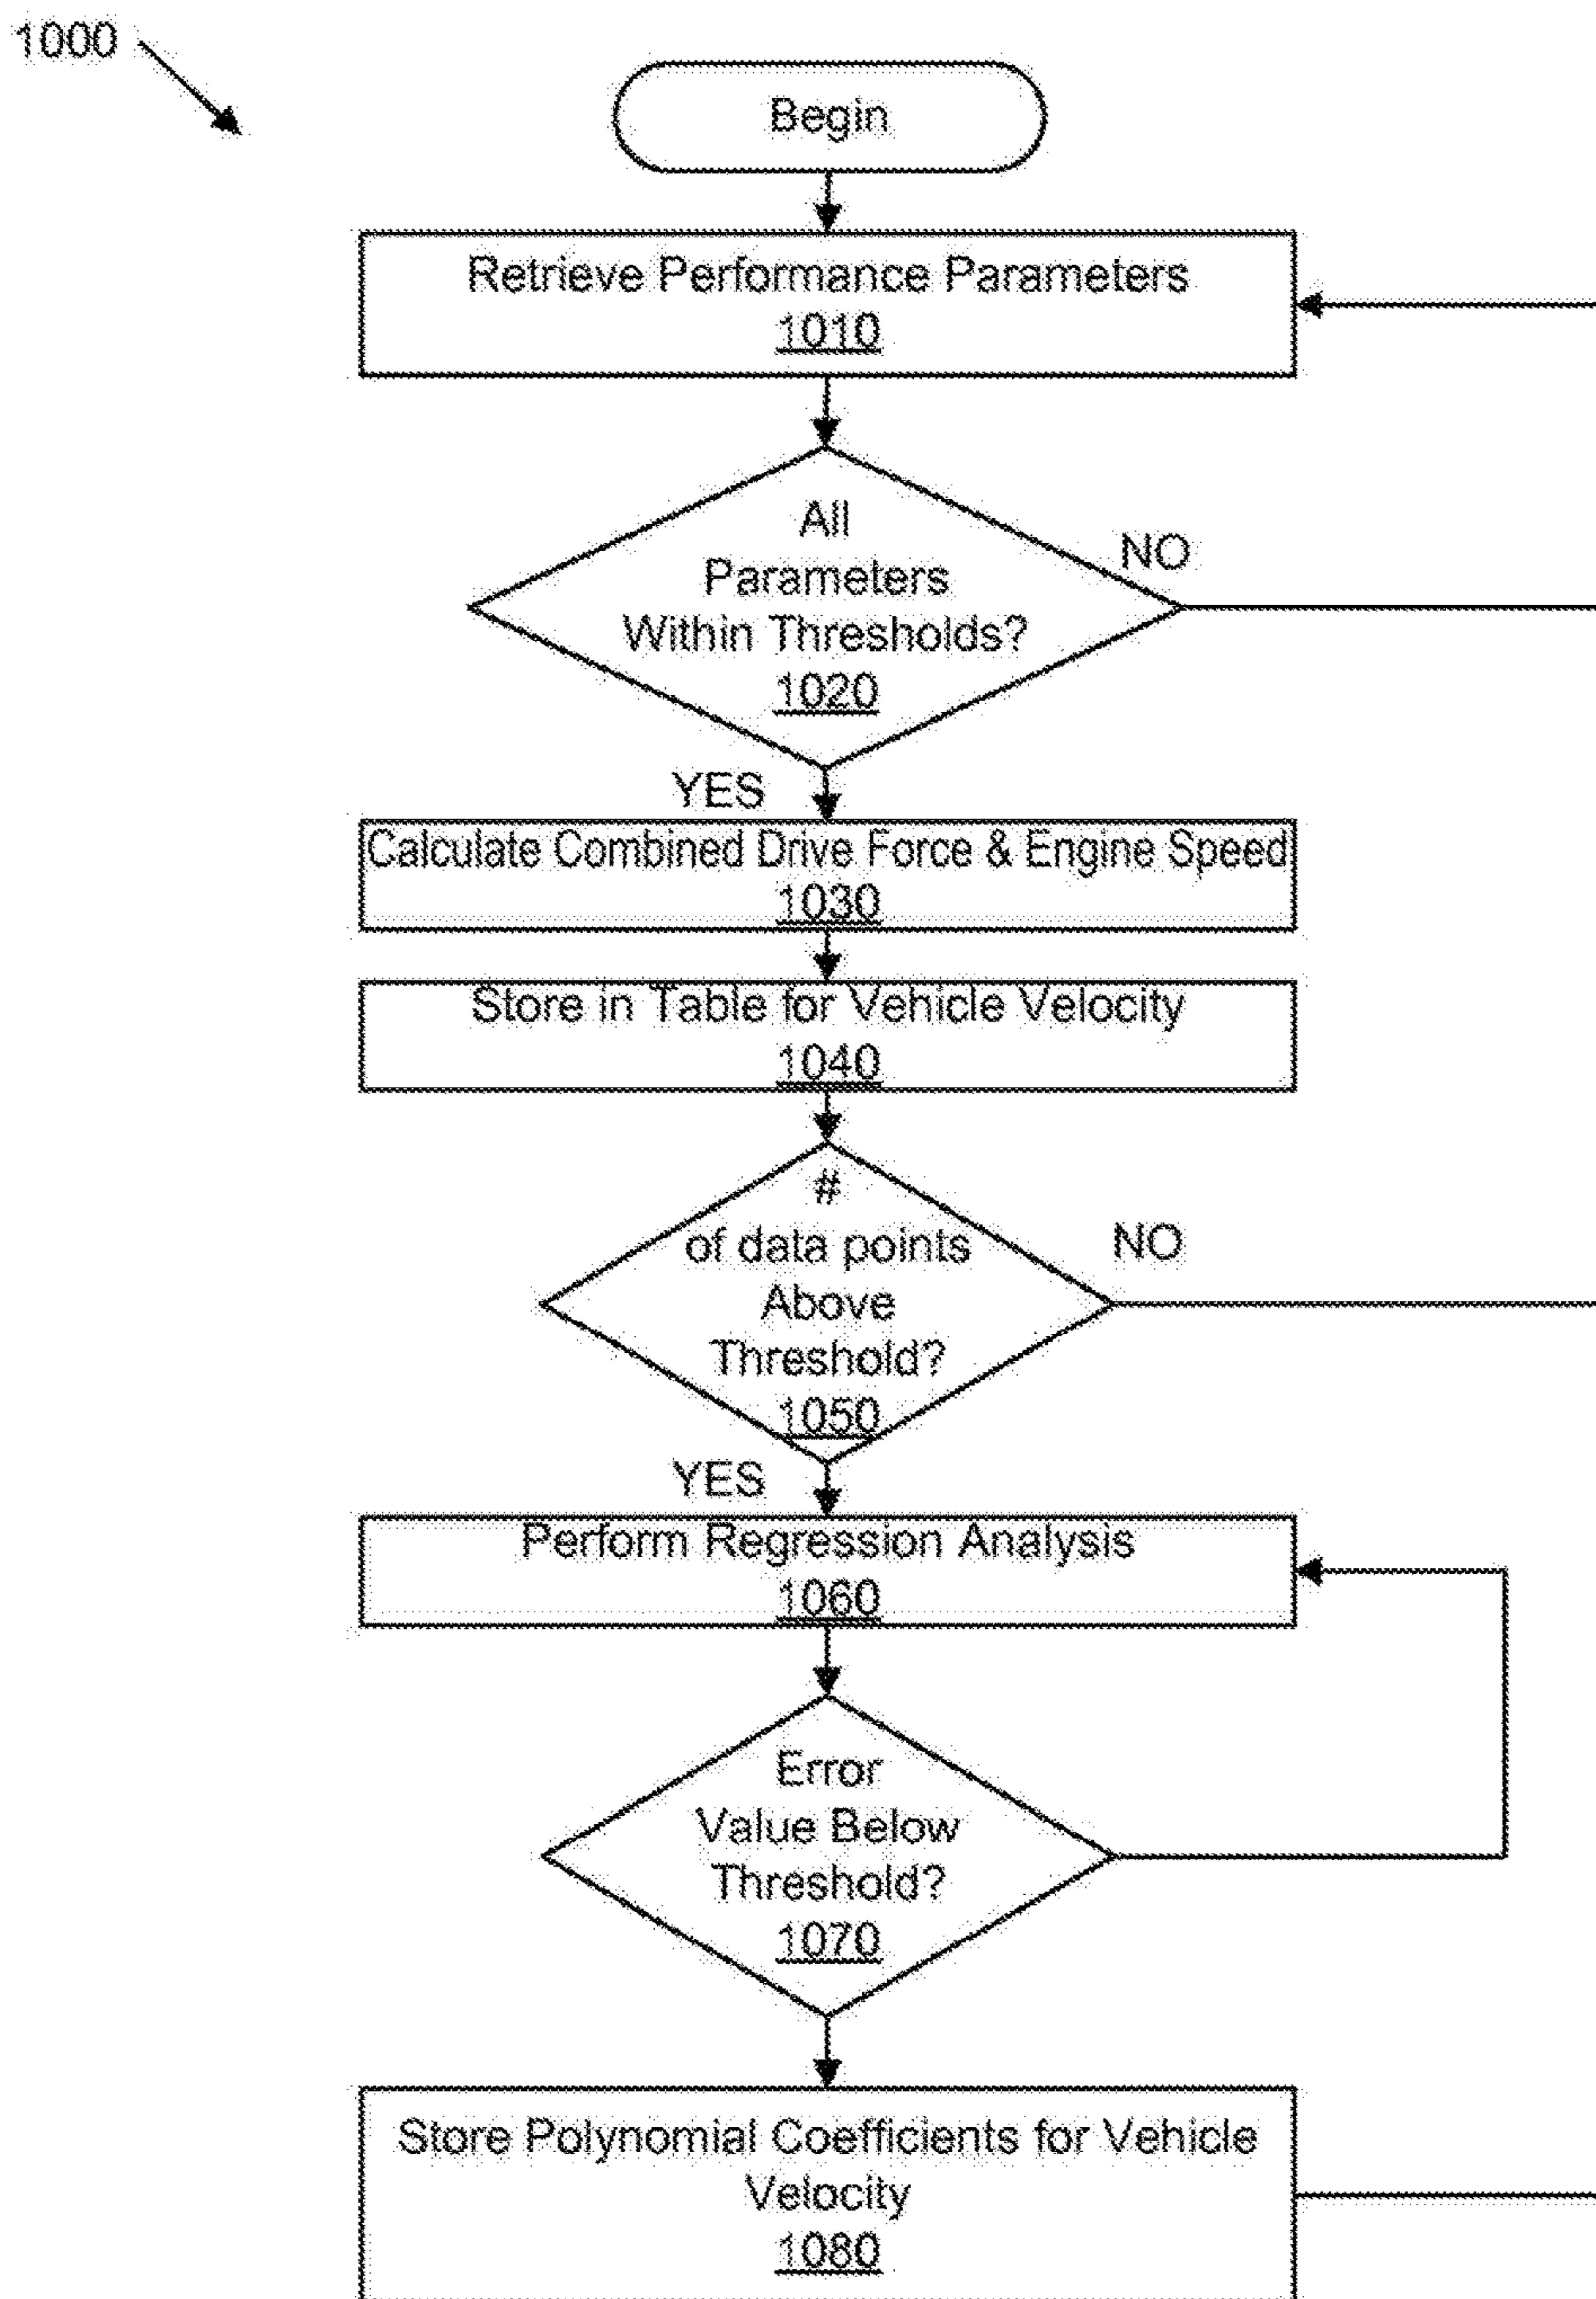 1000
Begin
Retrieve Performance Parameters
1010
All
Parameters
Within Thresholds?
1020
NO
YES
Calculate Combined Drive Force & Engine Speed
1030
Store in Table for Vehicle Velocity
1040
#
of data points
Above
Threshold?
1050
NO
YES
Perform Regression Analysis
1060
Error
Value Below
Threshold?
1070
Store Polynomial Coefficients for Vehicle
Velocity
1080